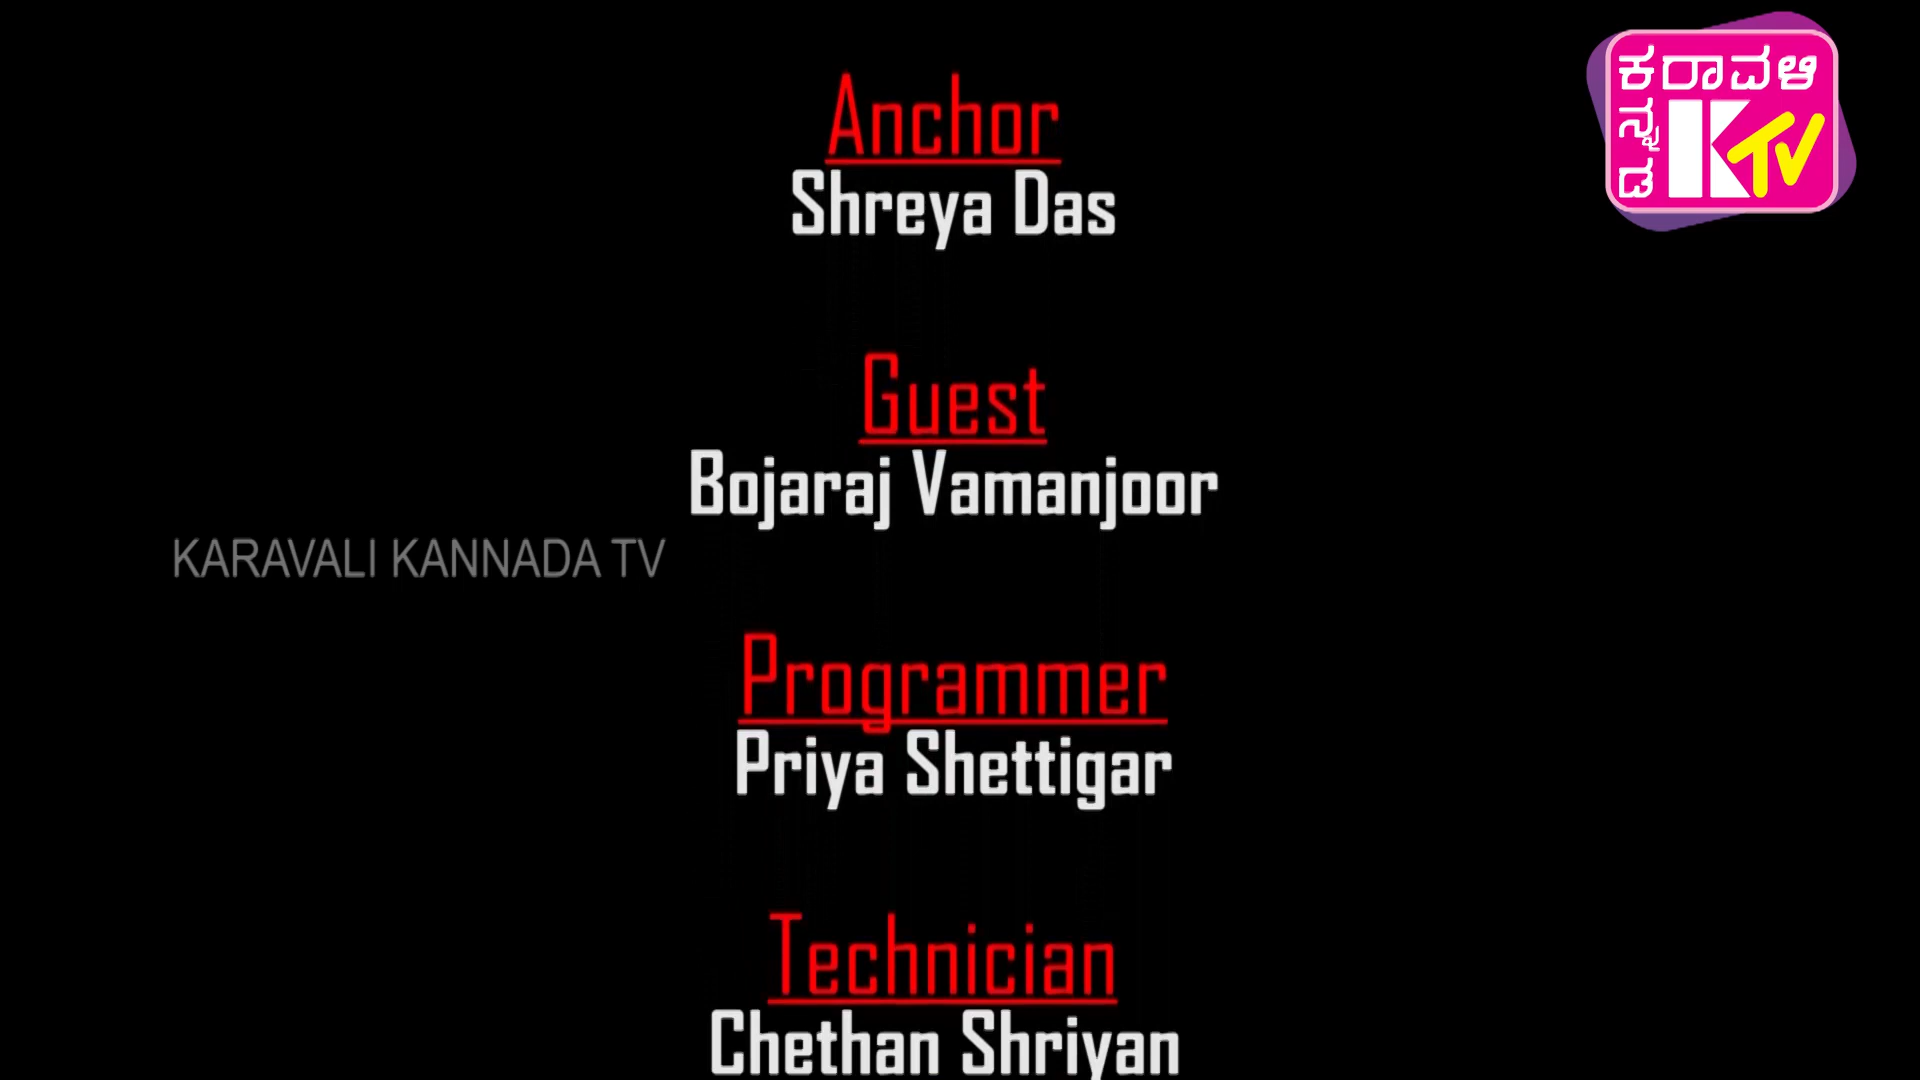 Anchor
Shreya Das
ಕರಾವಳಿ
ಕನ್ನಡ
KTV
Guest
Bojaraj Vamanjoor
KARAVALI KANNADA TV
Programmer
Priya Shettigar
Technician
Chethan Shriyan